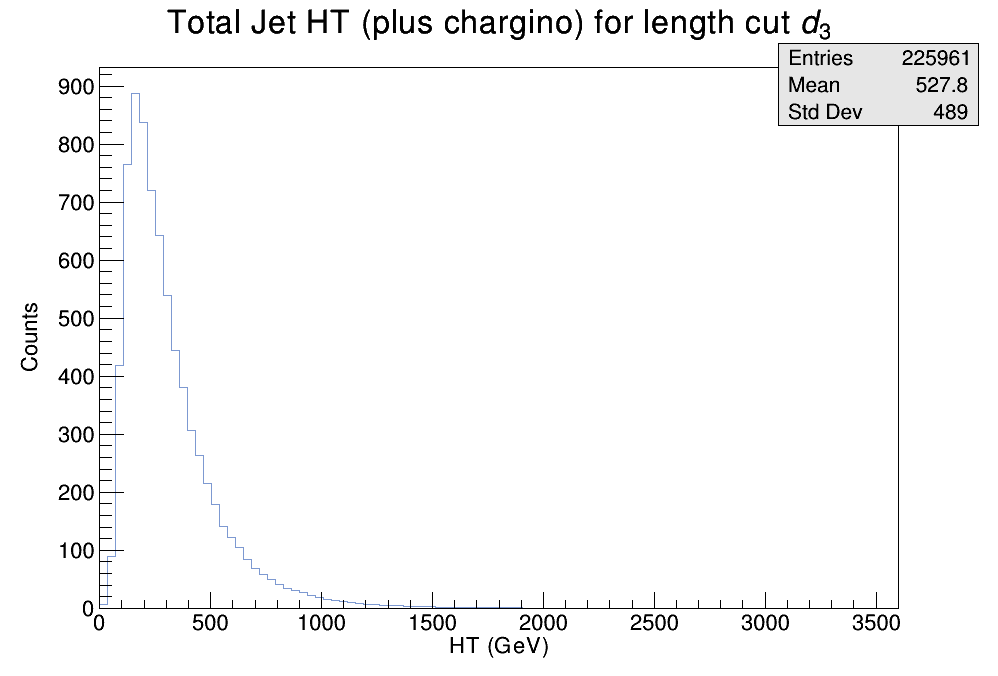 Total Jet HT (plus chargino) for length cut d₃
Entries 225961
Mean 527.8
Std Dev 489
900
800
700
600
500
400
300
200
100
0
Counts
0 500 1000 1500 2000 2500 3000 3500
HT (GeV)